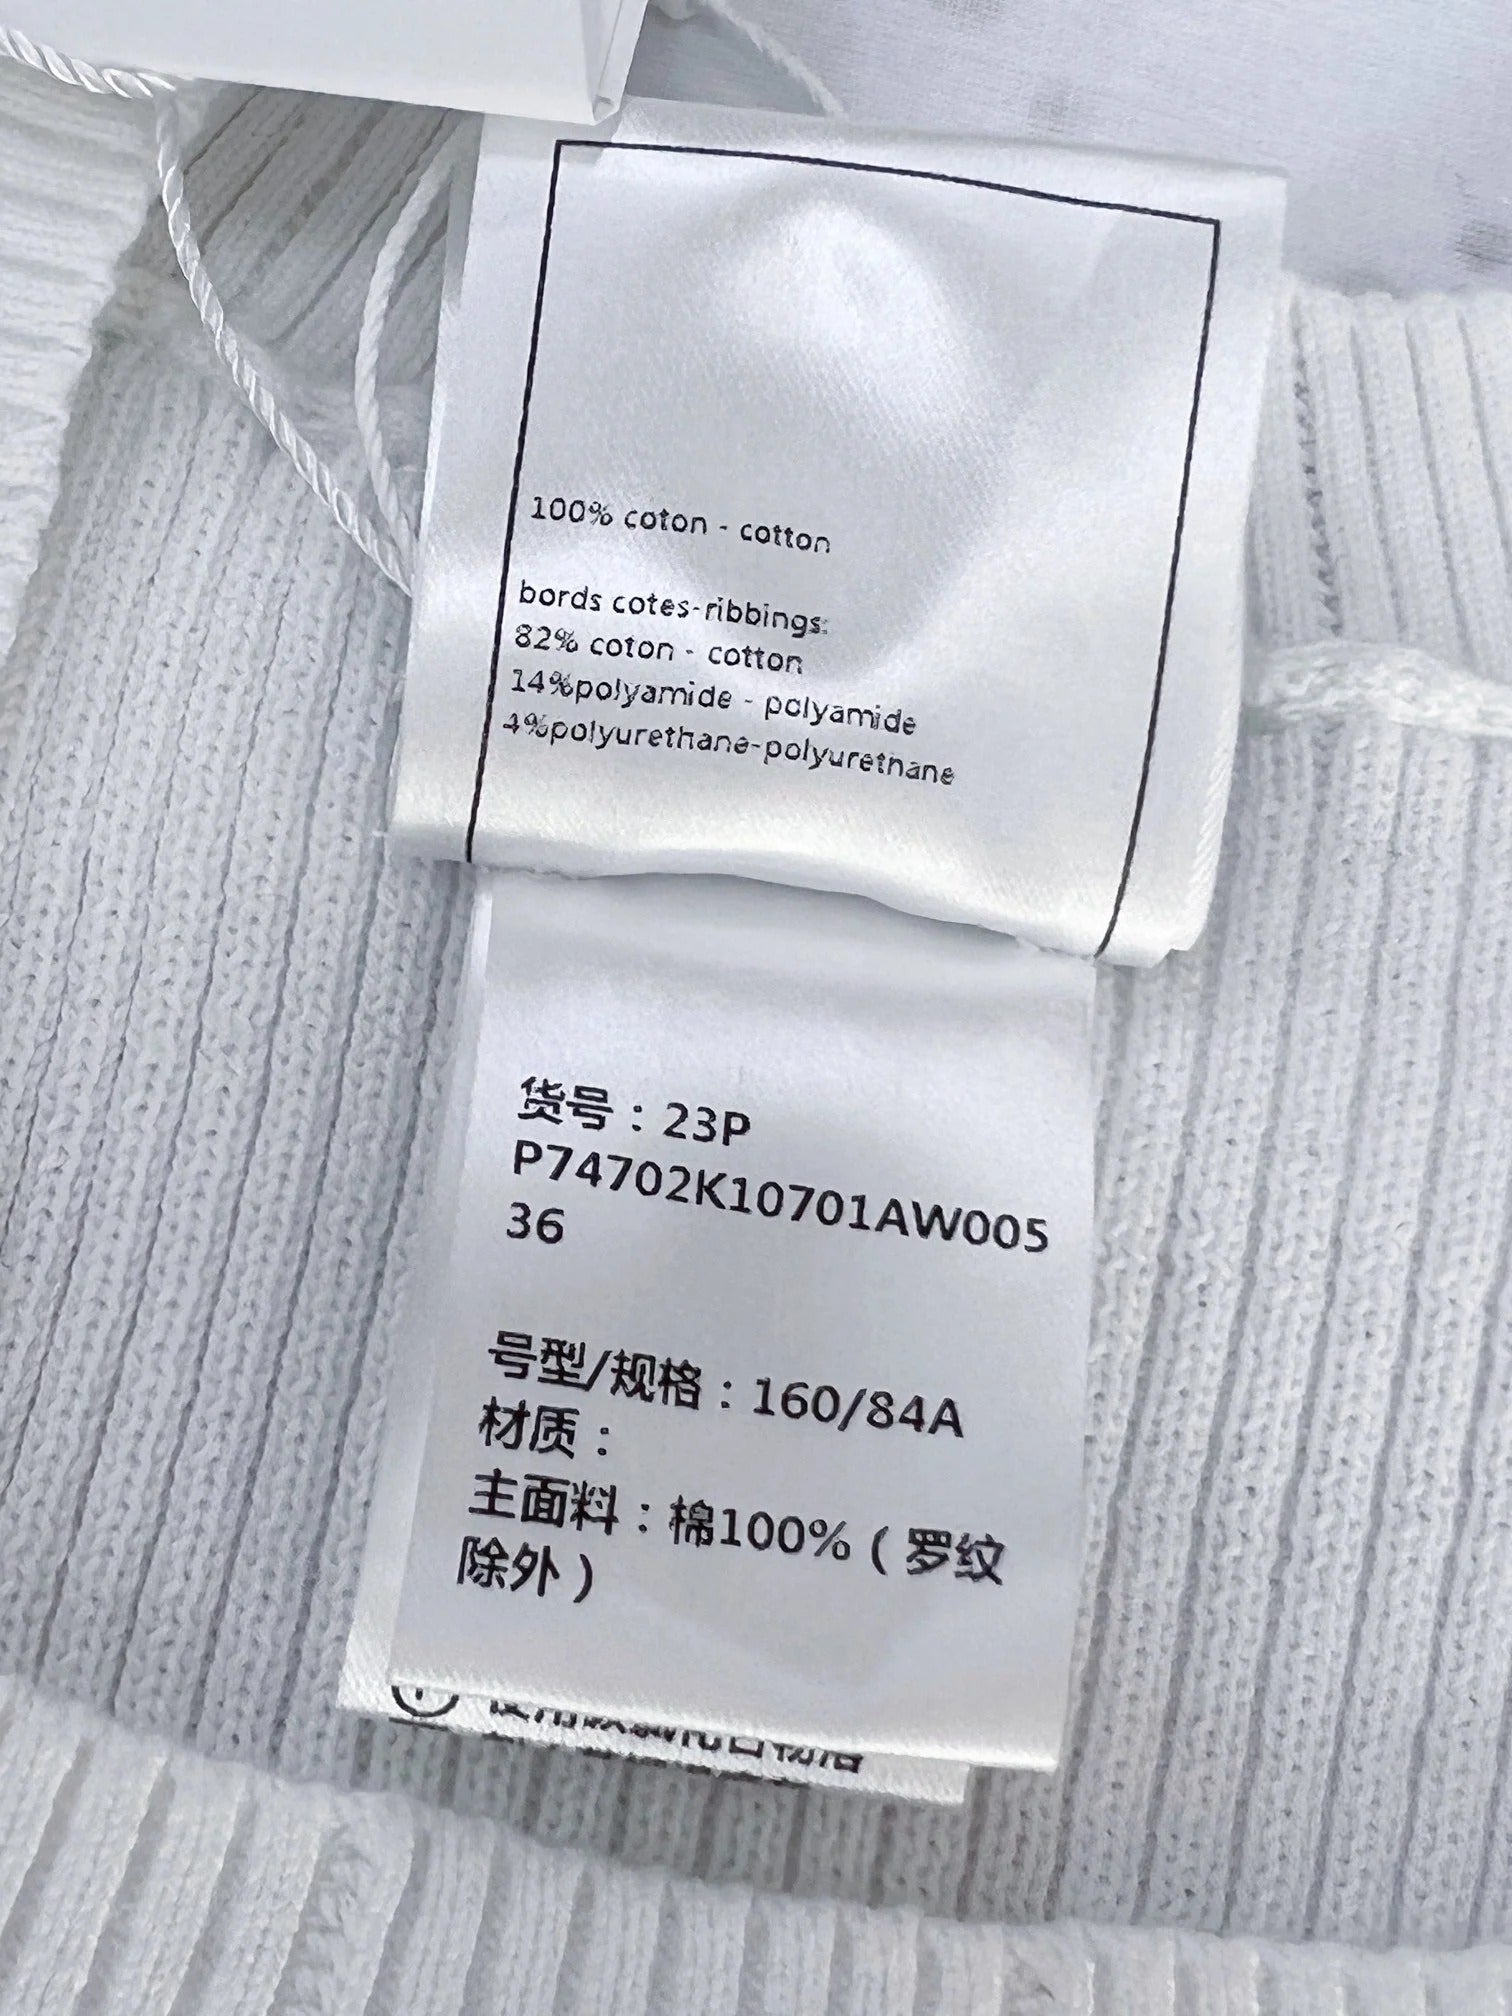 100% coton - cotton
bords cotes-ribbings:
82% coton - cotton
14%polyamide - polyamide
4%polyurethane-polyurethane
货号：23P
P74702K10701AW005
36
号型/规格：160/84A
材质：
主面料：棉100%（罗纹
除外）